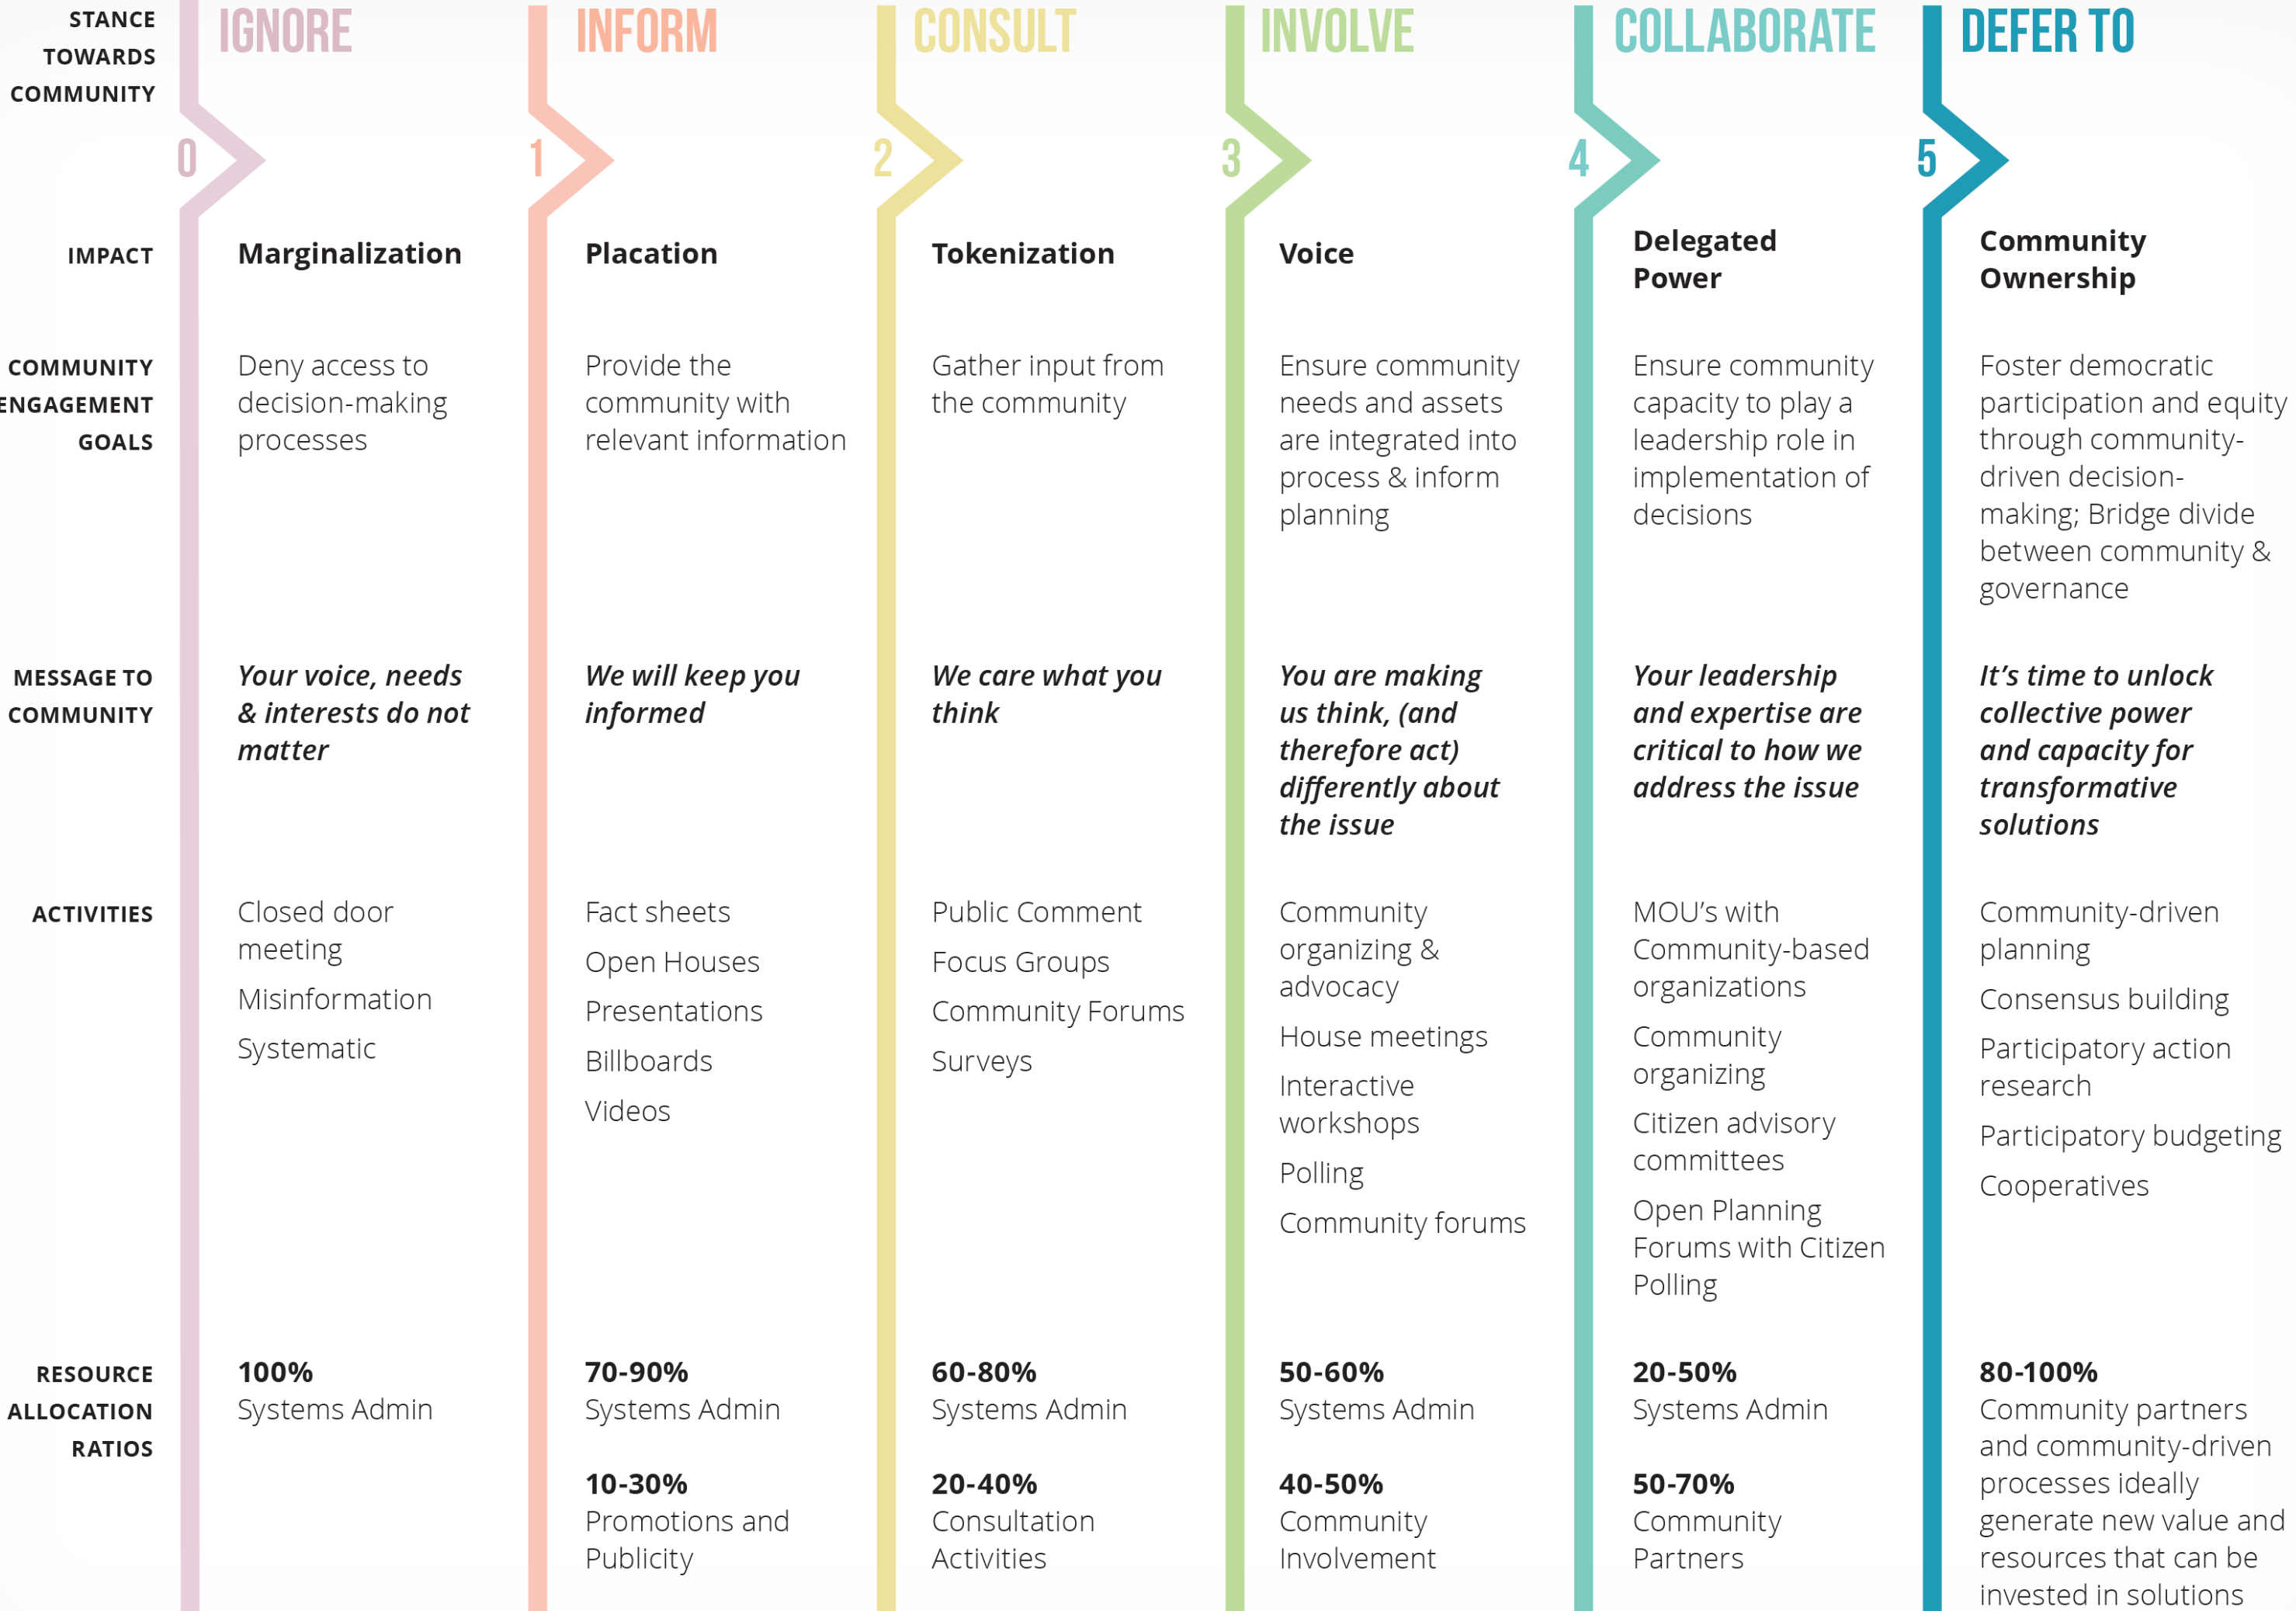 STANCE
TOWARDS
COMMUNITY
IGNORE
INFORM
CONSULT
INVOLVE
COLLABORATE
DEFER TO
0
1
2
3
4
5
IMPACT
Marginalization
Placation
Tokenization
Voice
Delegated
Power
Community
Ownership
COMMUNITY
ENGAGEMENT
GOALS
Deny access to
decision-making
processes
Provide the
community with
relevant information
Gather input from
the community
Ensure community
needs and assets
are integrated into
process & inform
planning
Ensure community
capacity to play a
leadership role in
implementation of
decisions
Foster democratic
participation and equity
through community-
driven decision-
making; Bridge divide
between community &
governance
MESSAGE TO
COMMUNITY
Your voice, needs
& interests do not
matter
We will keep you
informed
We care what you
think
You are making
us think, (and
therefore act)
differently about
the issue
Your leadership
and expertise are
critical to how we
address the issue
It’s time to unlock
collective power
and capacity for
transformative
solutions
ACTIVITIES
Closed door
meeting
Misinformation
Systematic
Fact sheets
Open Houses
Presentations
Billboards
Videos
Public Comment
Focus Groups
Community Forums
Surveys
Community
organizing &
advocacy
House meetings
Interactive
workshops
Polling
Community forums
MOU’s with
Community-based
organizations
Community
organizing
Citizen advisory
committees
Open Planning
Forums with Citizen
Polling
Community-driven
planning
Consensus building
Participatory action
research
Participatory budgeting
Cooperatives
RESOURCE
ALLOCATION
RATIOS
100%
Systems Admin
70-90%
Systems Admin
10-30%
Promotions and
Publicity
60-80%
Systems Admin
20-40%
Consultation
Activities
50-60%
Systems Admin
40-50%
Community
Involvement
20-50%
Systems Admin
50-70%
Community
Partners
80-100%
Community partners
and community-driven
processes ideally
generate new value and
resources that can be
invested in solutions